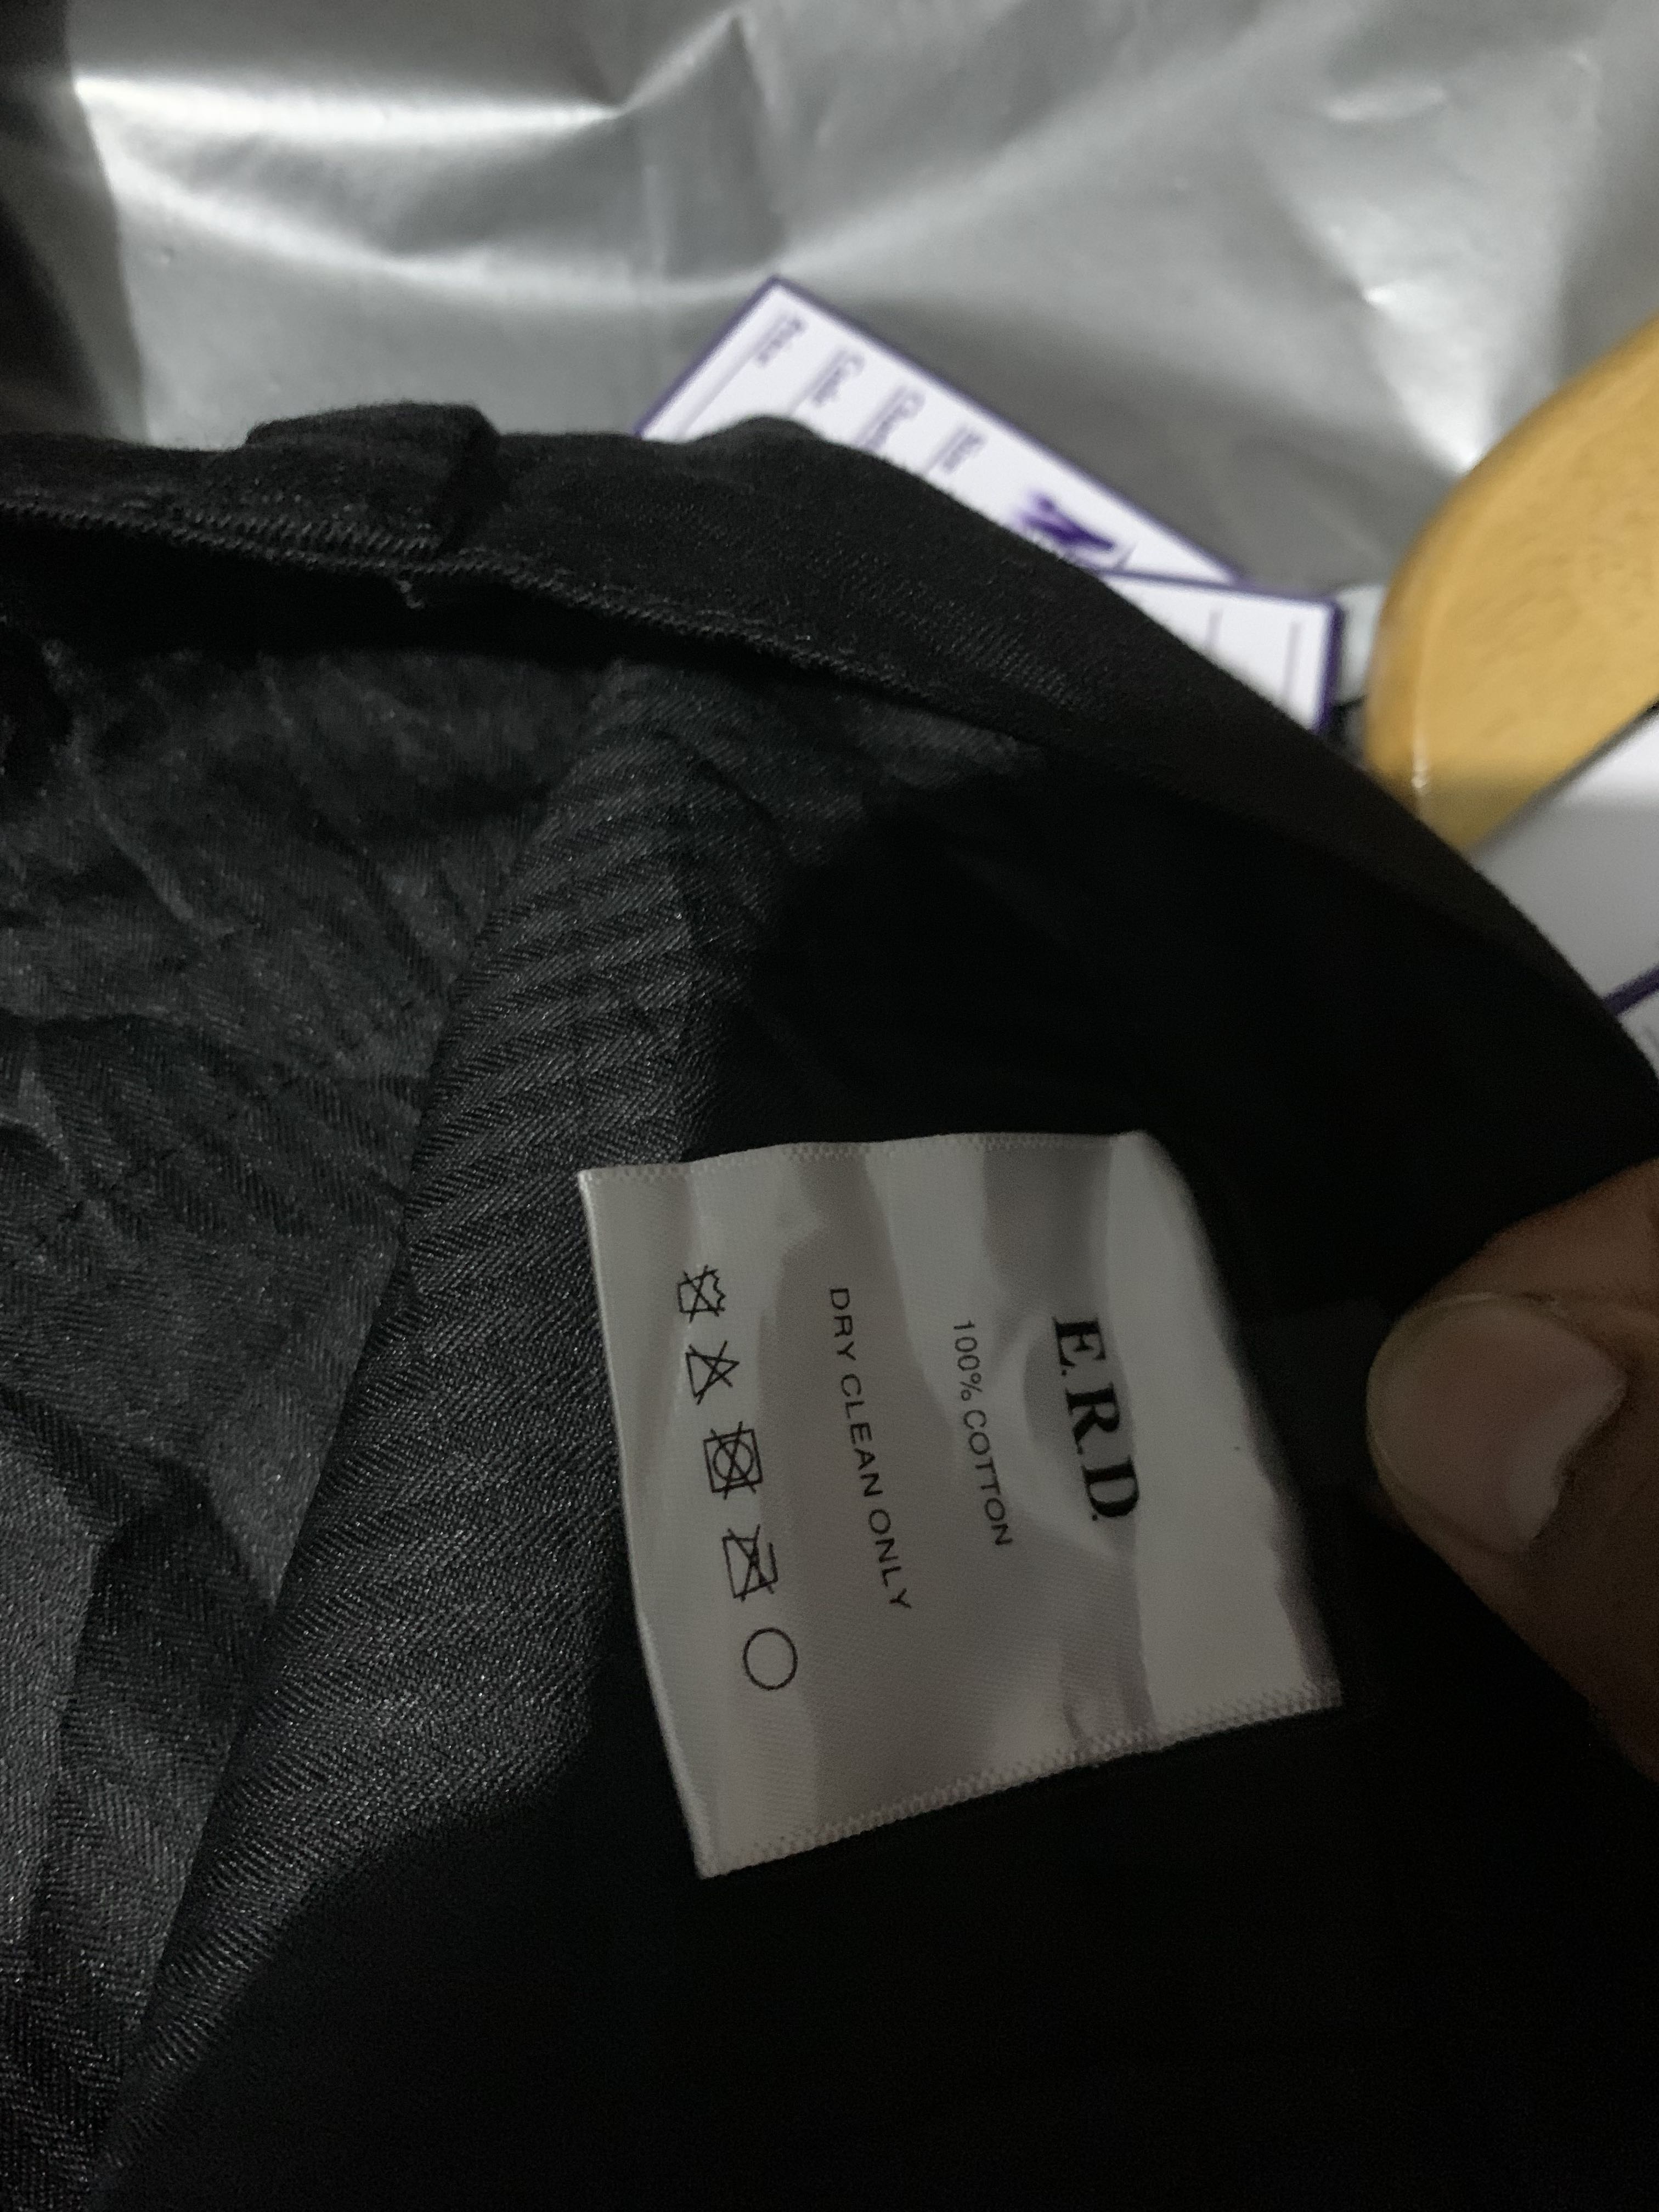 E.R.D.
100% COTTON
DRY CLEAN ONLY